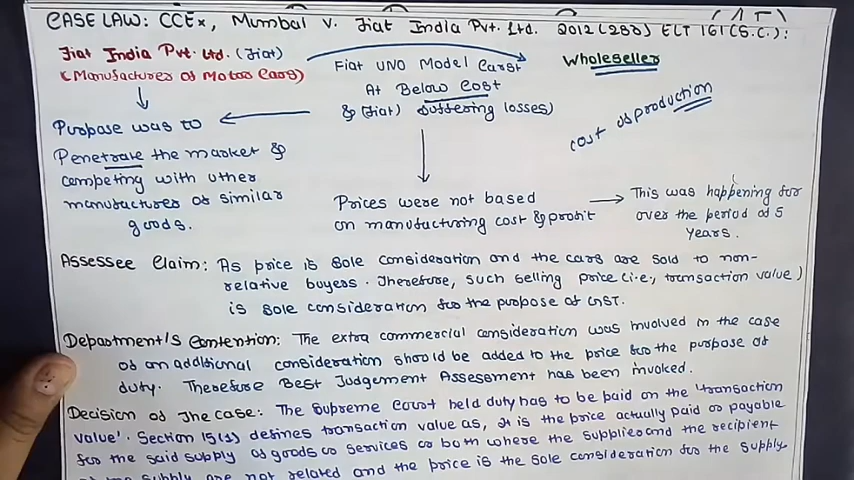 CASE LAW: CCEx, Mumbai V. Fiat India Pvt. Ltd. 2012 (283) ELT 161 (S.C.):
Fiat India Pvt. Ltd. (Fiat)
(Manufactures of Motor Cars)
Fiat UNO Model Cars
At Below Cost
& (Fiat) suffering losses)
Wholeseller
cost of production
Purpose was to
Penetrate the market &
competing with other
manufactures of similar
goods.
Prices were not based
on manufacturing cost & profit
This was happening for
over the period of 5
Years.
Assessee Claim: As price is sole consideration and the cars are sold to non-
relative buyers. Therefore, such selling price (i.e., transaction value)
is sole consideration for the purpose of GST.
Department's Contention: The extra commercial consideration was involved in the case
of an additional consideration should be added to the price for the purpose of
duty. Therefore Best Judgement Assessment has been invoked.
Decision of The case: The Supreme Court held duty has to be paid on the 'transaction
value'. Section 15(1) defines transaction value as, it is the price actually paid or payable
for the said supply of goods or services or both where the supplier and the recipient
supply are not related and the price is the sole consideration for the supply